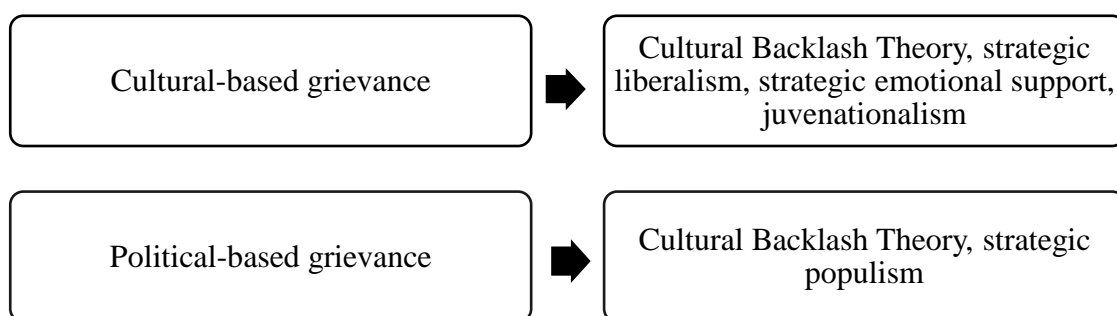 Cultural-based grievance
Cultural Backlash Theory, strategic
liberalism, strategic emotional support,
juvenationalism
Political-based grievance
Cultural Backlash Theory, strategic
populism